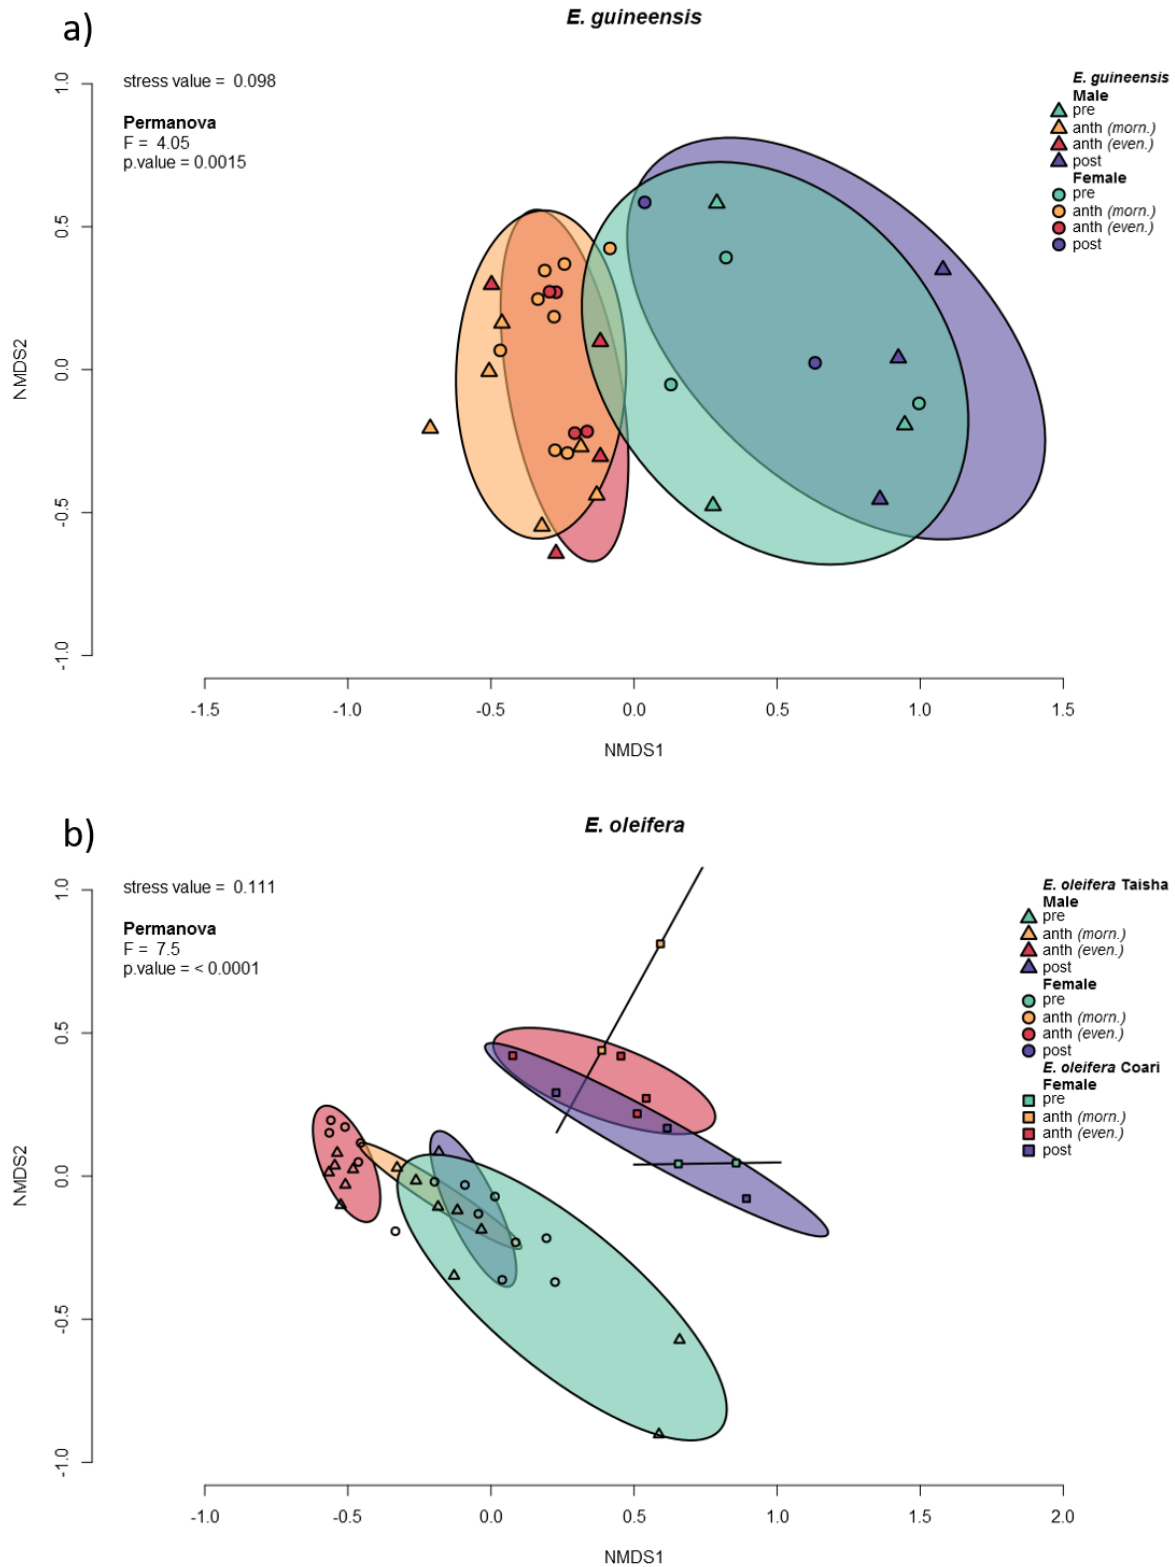 a)
E. guineensis
stress value = 0.098
Permanova
F = 4.05
p.value = 0.0015
E. guineensis
Male
pre
anth (morn.)
anth (even.)
post
Female
pre
anth (morn.)
anth (even.)
post
NMDS2
1.0
0.5
0.0
-0.5
-1.0
-1.5 -1.0 -0.5 0.0 0.5 1.0 1.5
NMDS1
b)
E. oleifera
stress value = 0.111
Permanova
F = 7.5
p.value = < 0.0001
E. oleifera Taisha
Male
pre
anth (morn.)
anth (even.)
post
Female
pre
anth (morn.)
anth (even.)
post
E. oleifera Coari
Female
pre
anth (morn.)
anth (even.)
post
NMDS2
1.0
0.5
0.0
-0.5
-1.0
-1.0 -0.5 0.0 0.5 1.0 1.5 2.0
NMDS1